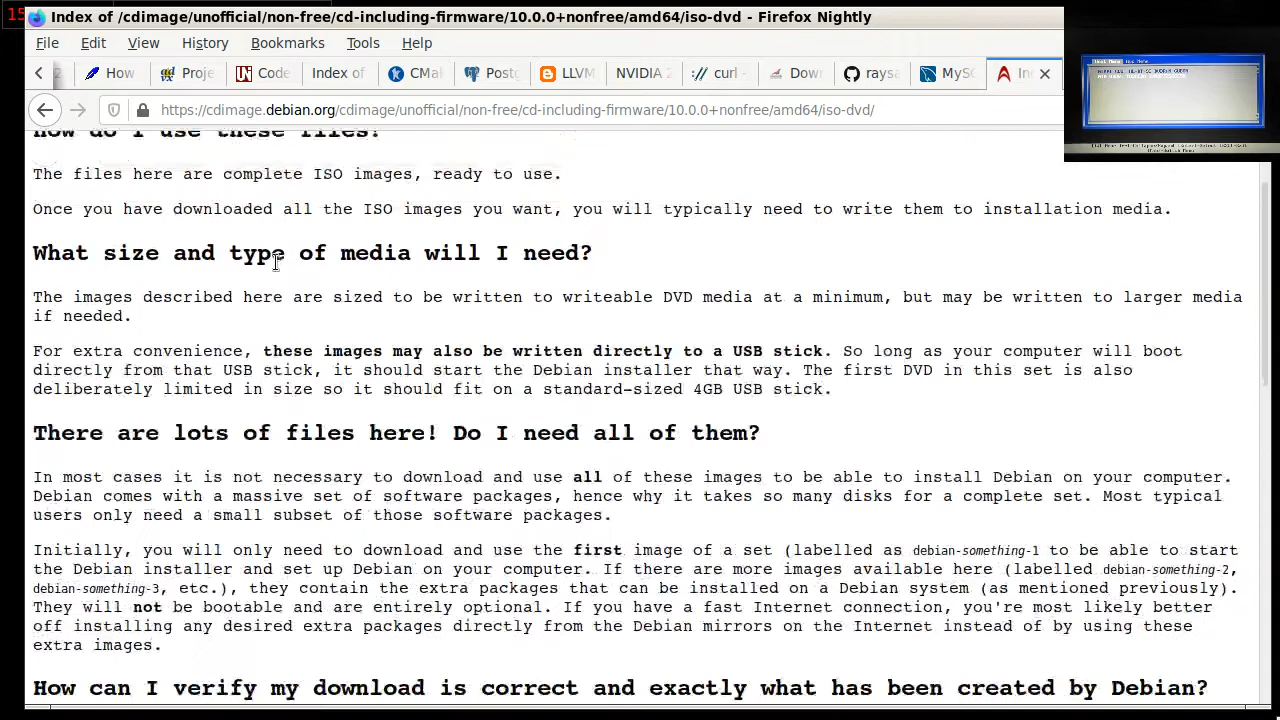 15
Index of /cdimage/unofficial/non-free/cd-including-firmware/10.0.0+nonfree/amd64/iso-dvd - Firefox Nightly
File Edit View History Bookmarks Tools Help
How Proje Code Index of CMa Postg LLVM NVIDIA curl - Dow raysa MyS In
https://cdimage.debian.org/cdimage/unofficial/non-free/cd-including-firmware/10.0.0+nonfree/amd64/iso-dvd/
How do I use these files?
The files here are complete ISO images, ready to use.
Once you have downloaded all the ISO images you want, you will typically need to write them to installation media.
What size and type of media will I need?
The images described here are sized to be written to writeable DVD media at a minimum, but may be written to larger media
if needed.
For extra convenience, these images may also be written directly to a USB stick. So long as your computer will boot
directly from that USB stick, it should start the Debian installer that way. The first DVD in this set is also
deliberately limited in size so it should fit on a standard-sized 4GB USB stick.
There are lots of files here! Do I need all of them?
In most cases it is not necessary to download and use all of these images to be able to install Debian on your computer.
Debian comes with a massive set of software packages, hence why it takes so many disks for a complete set. Most typical
users only need a small subset of those software packages.
Initially, you will only need to download and use the first image of a set (labelled as debian-something-1 to be able to start
the Debian installer and set up Debian on your computer. If there are more images available here (labelled debian-something-2,
debian-something-3, etc.), they contain the extra packages that can be installed on a Debian system (as mentioned previously).
They will not be bootable and are entirely optional. If you have a fast Internet connection, you're most likely better
off installing any desired extra packages directly from the Debian mirrors on the Internet instead of by using these
extra images.
How can I verify my download is correct and exactly what has been created by Debian?